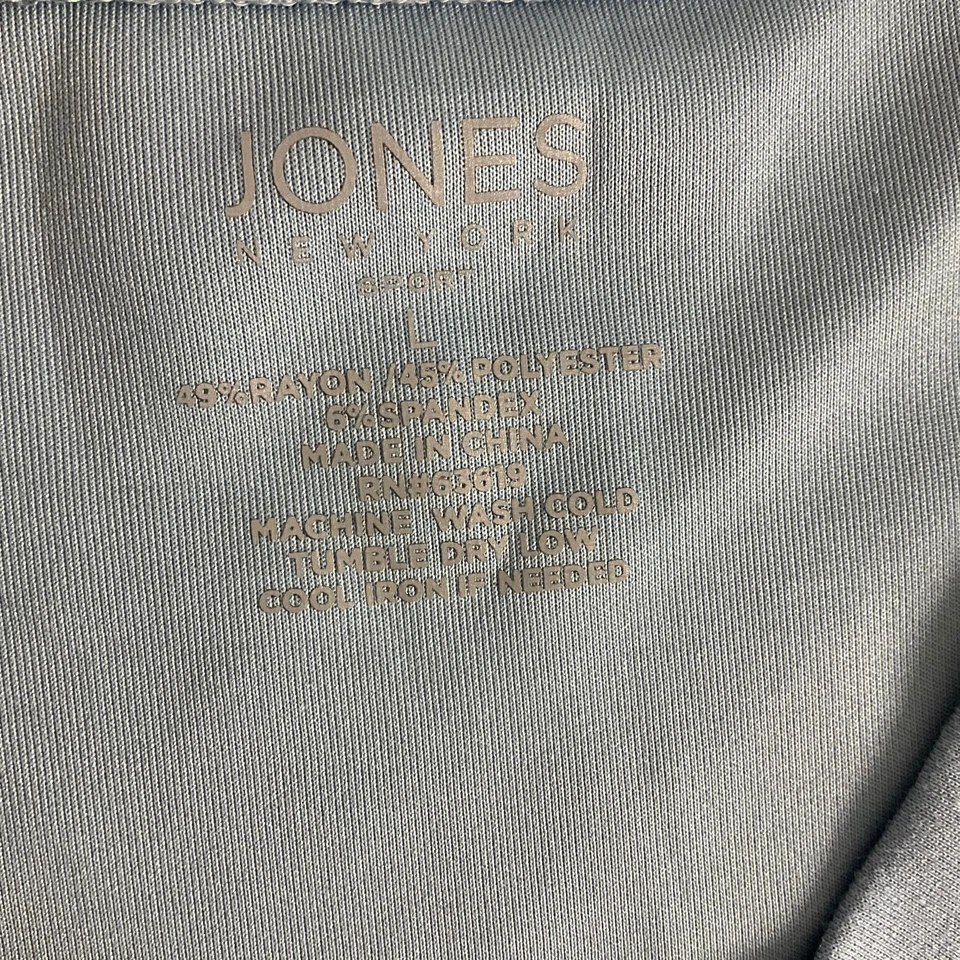 JONES
NEW YORK
SPORT
L
49%RAYON /45% POLYESTER
6%SPANDEX
MADE IN CHINA
RN#63619
MACHINE WASH COLD
TUMBLE DRY LOW
COOL IRON IF NEEDED